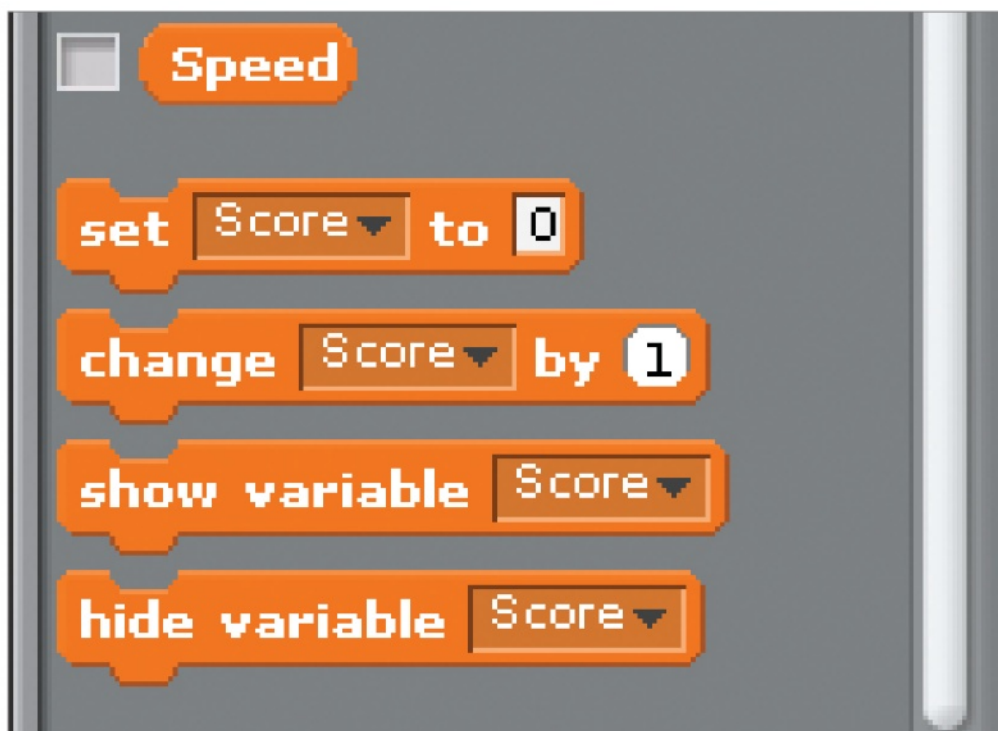 Speed
set Score to 0
change Score by 1
show variable Score
hide variable Score